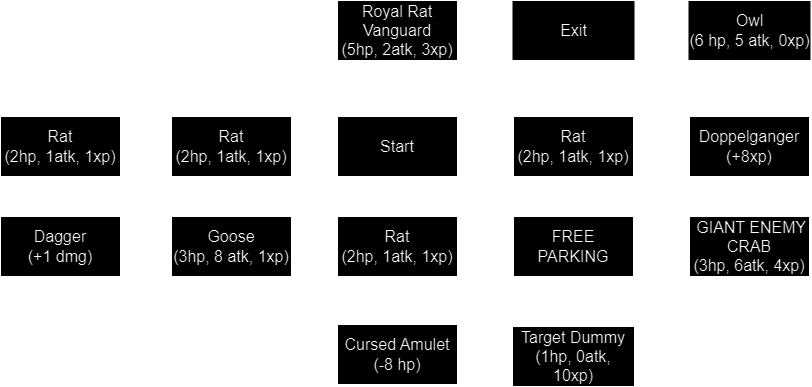 Royal Rat
Vanguard
(5hp, 2atk, 3xp)
Exit
Owl
(6 hp, 5 atk, 0xp)
Rat
(2hp, 1atk, 1xp)
Rat
(2hp, 1atk, 1xp)
Start
Rat
(2hp, 1atk, 1xp)
Doppelganger
(+8xp)
Dagger
(+1 dmg)
Goose
(3hp, 8 atk, 1xp)
Rat
(2hp, 1atk, 1xp)
FREE
PARKING
GIANT ENEMY
CRAB
(3hp, 6atk, 4xp)
Cursed Amulet
(-8 hp)
Target Dummy
(1hp, 0atk,
10xp)